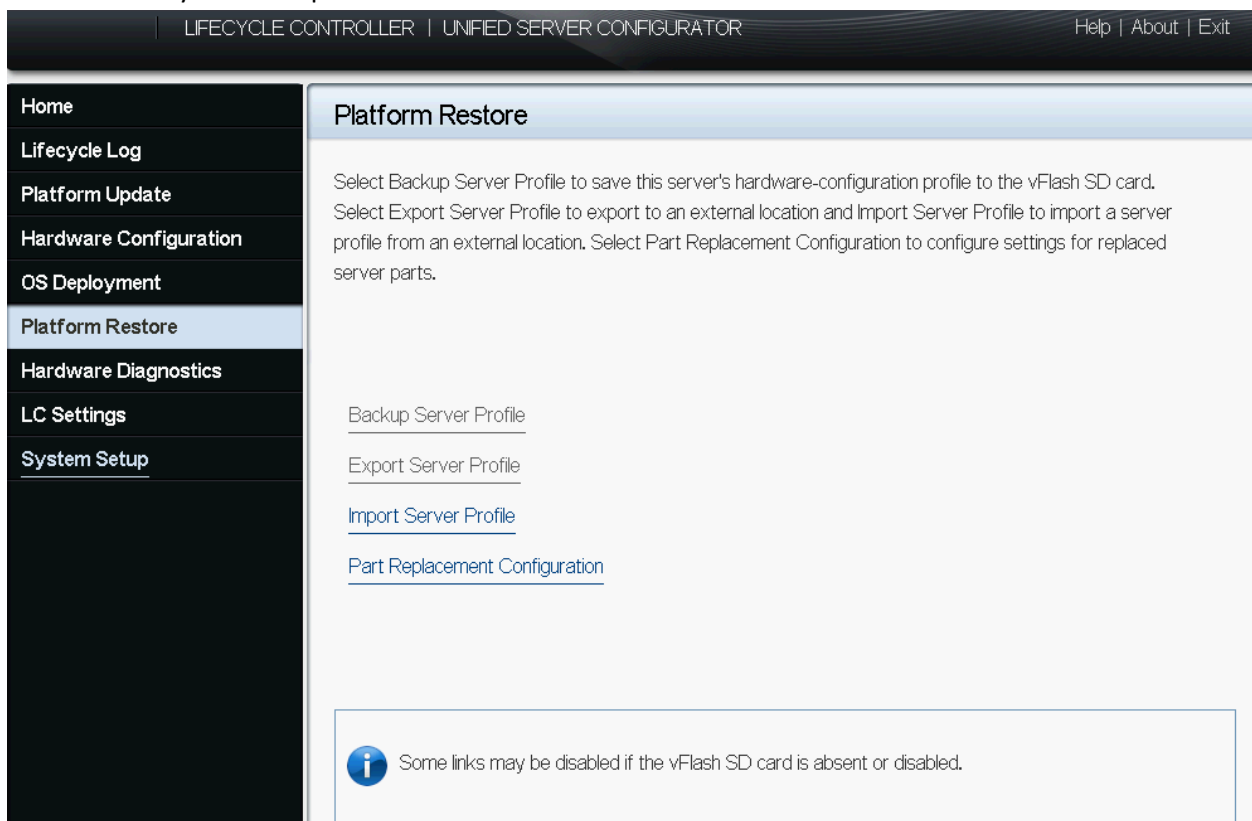 LIFECYCLE CONTROLLER | UNIFIED SERVER CONFIGURATOR
Help | About | Exit
Home
Lifecycle Log
Platform Update
Hardware Configuration
OS Deployment
Platform Restore
Hardware Diagnostics
LC Settings
System Setup
Platform Restore
Select Backup Server Profile to save this server's hardware-configuration profile to the vFlash SD card.
Select Export Server Profile to export to an external location and Import Server Profile to import a server
profile from an external location. Select Part Replacement Configuration to configure settings for replaced
server parts.
Backup Server Profile
Export Server Profile
Import Server Profile
Part Replacement Configuration
Some links may be disabled if the vFlash SD card is absent or disabled.